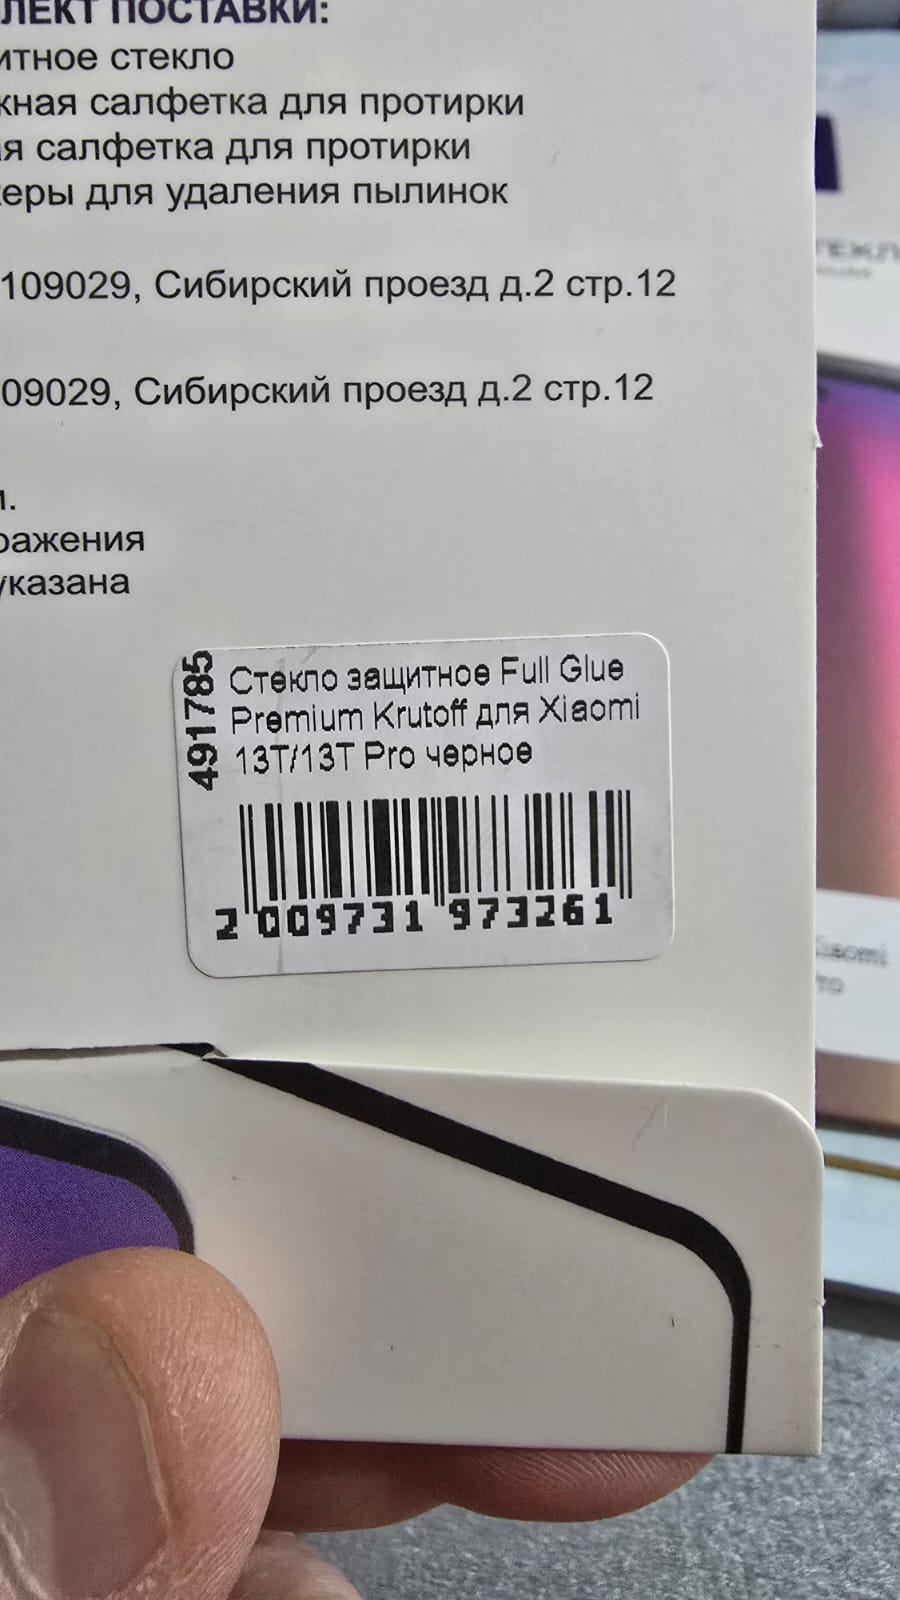 ЛЕКТ ПОСТАВКИ:
итное стекло
жная салфетка для протирки
ая салфетка для протирки
керы для удаления пылинок
109029, Сибирский проезд д.2 стр.12
09029, Сибирский проезд д.2 стр.12
и.
ражения
указана
491785
Стекло защитное Full Glue
Premium Krutoff для Xiaomi
13T/13T Pro черное
2 009731 973261